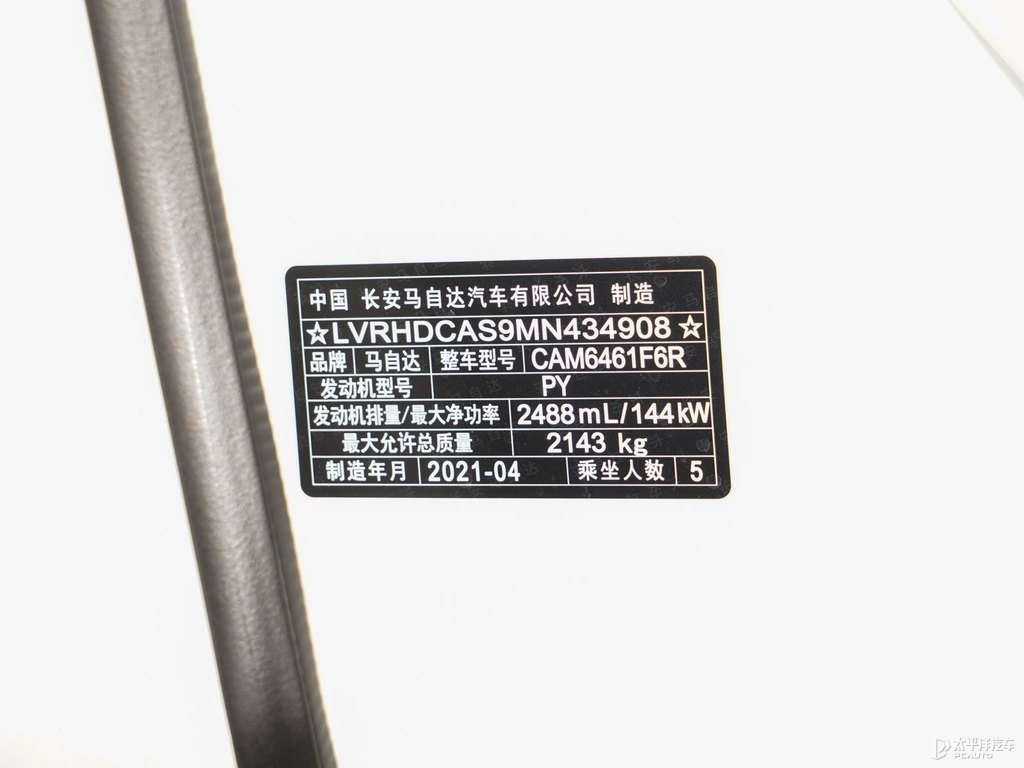 中国 长安马自达汽车有限公司 制造
☆LVRHDCAS9MN434908☆
品牌 马自达 整车型号 CAM6461F6R
发动机型号 PY
发动机排量/最大净功率 2488mL/144kW
最大允许总质量 2143 kg
制造年月 2021-04 乘坐人数 5
太平洋汽车
PCAUTO